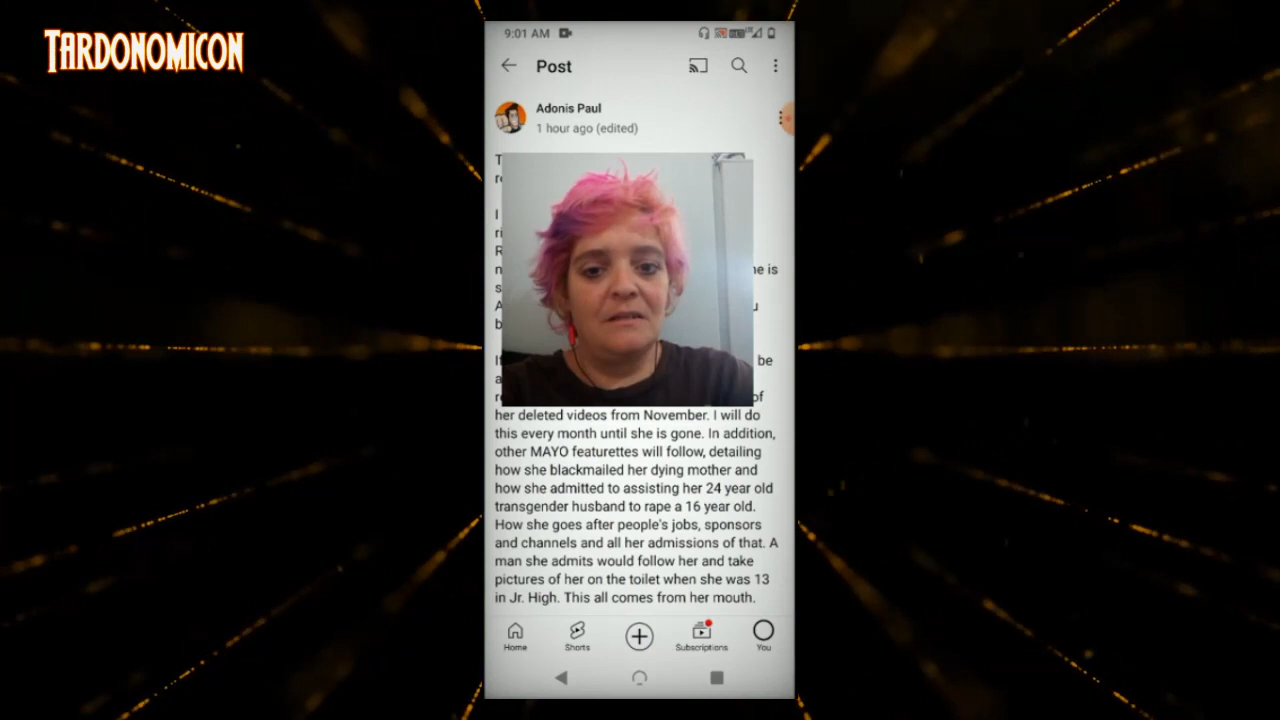 TARDONOMICON
9:01 AM
Post
Adonis Paul
1 hour ago (edited)
is
be
of
her deleted videos from November. I will do
this every month until she is gone. In addition,
other MAYO featurettes will follow, detailing
how she blackmailed her dying mother and
how she admitted to assisting her 24 year old
transgender husband to rape a 16 year old.
How she goes after people's jobs, sponsors
and channels and all her admissions of that. A
man she admits would follow her and take
pictures of her on the toilet when she was 13
in Jr. High. This all comes from her mouth.
Home
Shorts
Subscriptions
You